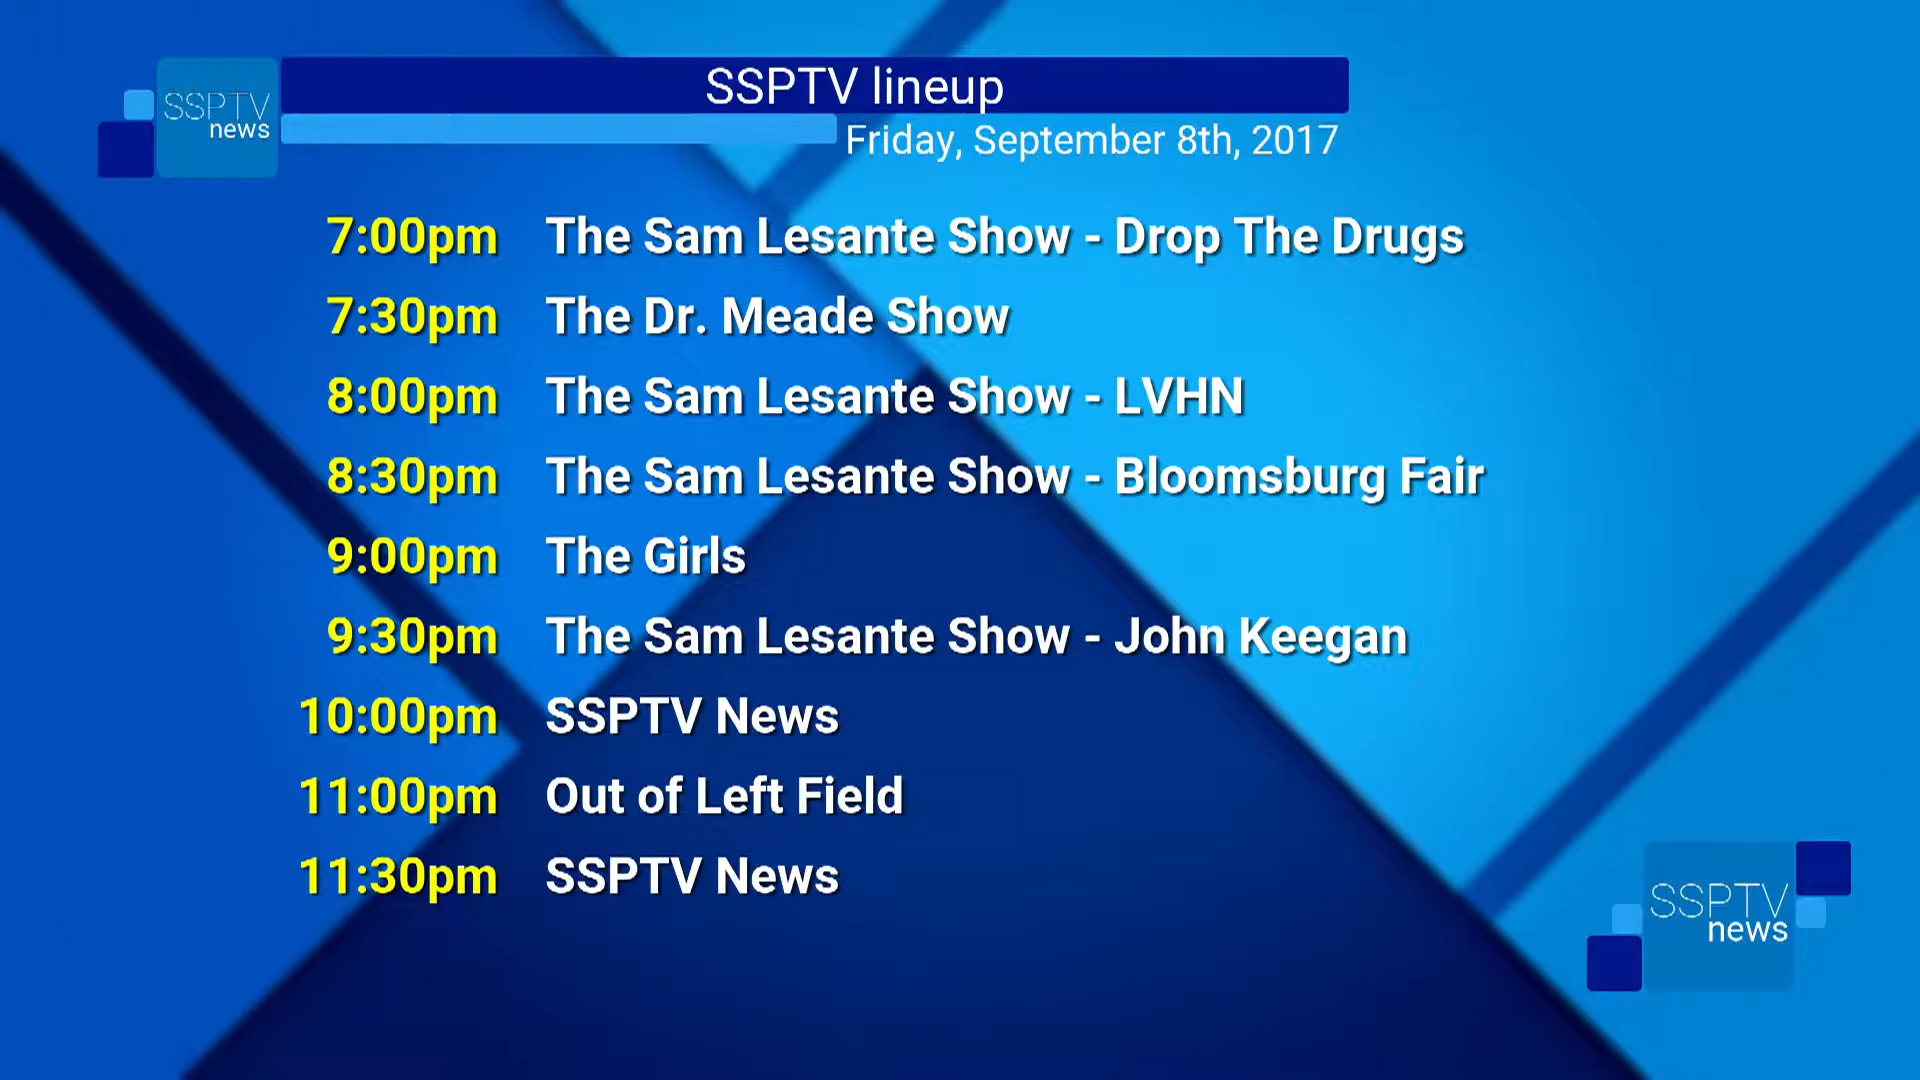 SSPTV lineup
SSPTV
news
Friday, September 8th, 2017
7:00pm The Sam Lesante Show - Drop The Drugs
7:30pm The Dr. Meade Show
8:00pm The Sam Lesante Show - LVHN
8:30pm The Sam Lesante Show - Bloomsburg Fair
9:00pm The Girls
9:30pm The Sam Lesante Show - John Keegan
10:00pm SSPTV News
11:00pm Out of Left Field
11:30pm SSPTV News
SSPTV
news